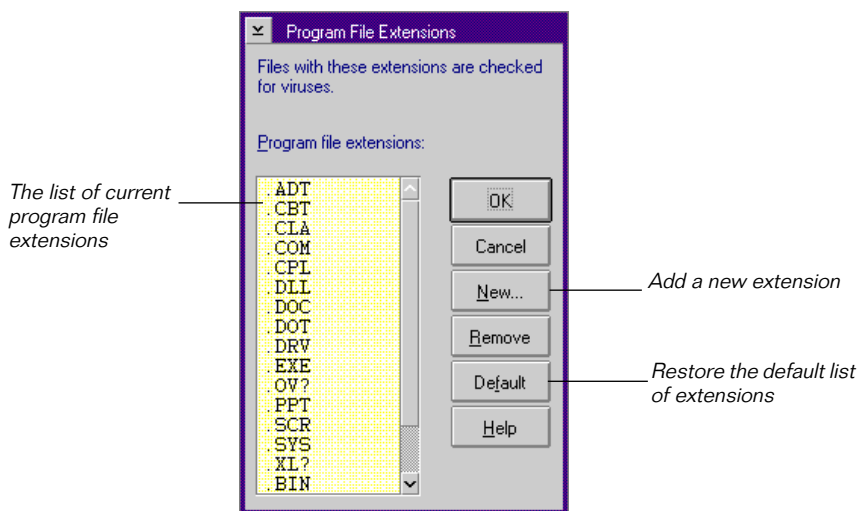 Program File Extensions
Files with these extensions are checked
for viruses.
Program file extensions:
The list of current
program file
extensions
.ADT
.CBT
.CLA
.COM
.CPL
.DLL
.DOC
.DOT
.DRV
.EXE
.OV?
.PPT
.SCR
.SYS
.XL?
.BIN
OK
Cancel
New...
Remove
Default
Help
Add a new extension
Restore the default list
of extensions